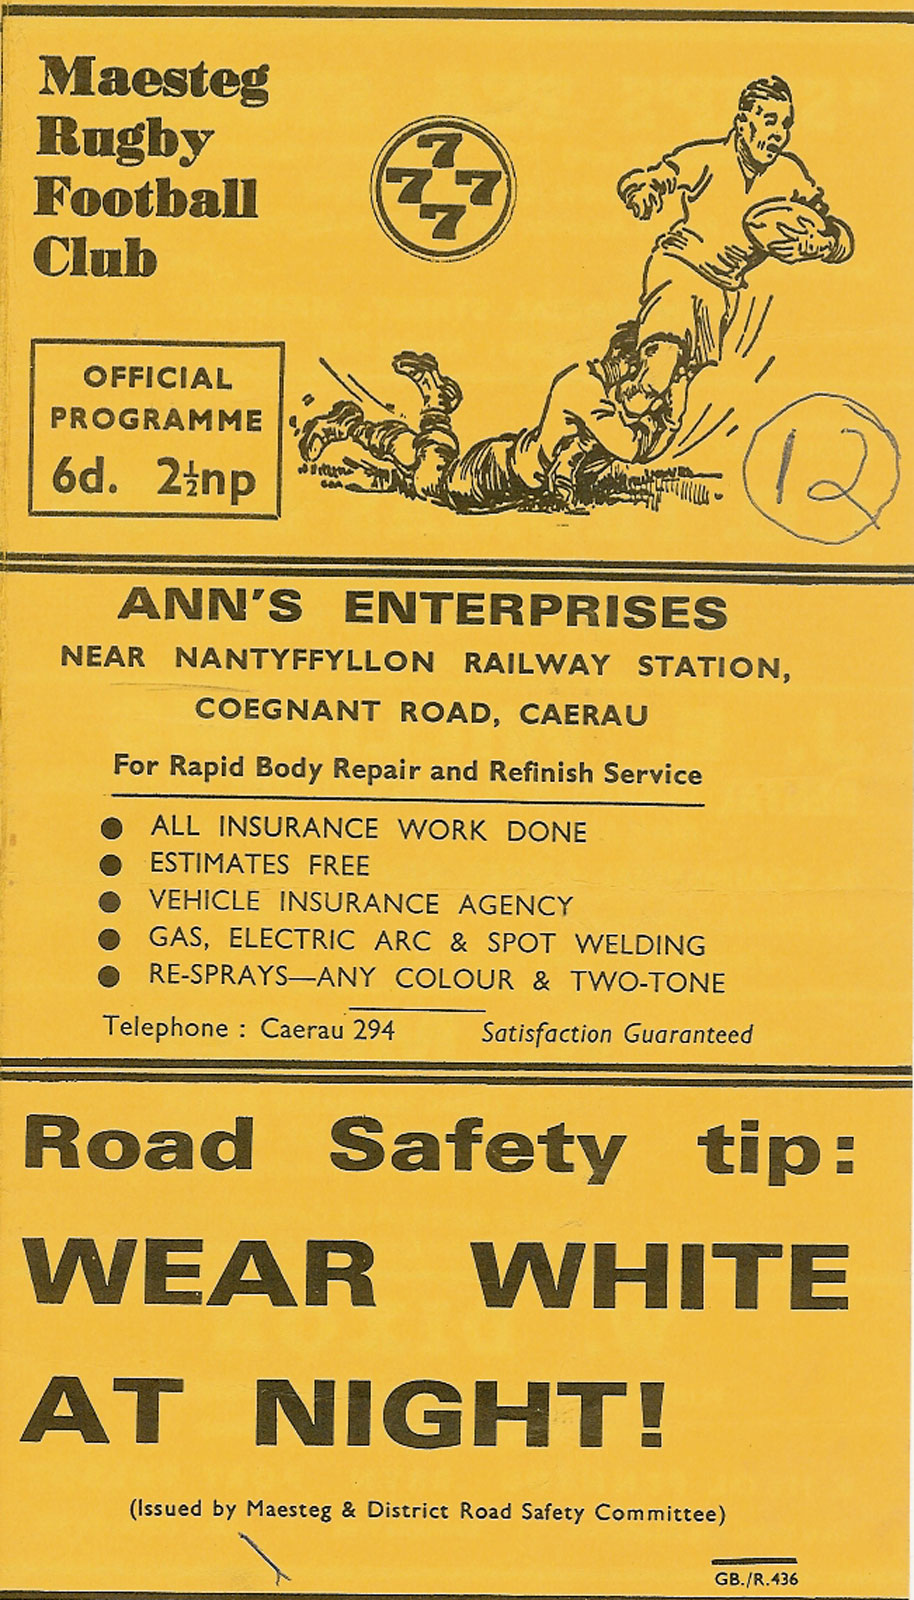 Maesteg
Rugby
Football
Club
7
7 7
7
OFFICIAL
PROGRAMME
6d. 2½np
12
ANN'S ENTERPRISES
NEAR NANTYFFYLLON RAILWAY STATION,
COEGNANT ROAD, CAERAU
For Rapid Body Repair and Refinish Service
● ALL INSURANCE WORK DONE
● ESTIMATES FREE
● VEHICLE INSURANCE AGENCY
● GAS, ELECTRIC ARC & SPOT WELDING
● RE-SPRAYS—ANY COLOUR & TWO-TONE
Telephone : Caerau 294 Satisfaction Guaranteed
Road Safety tip:
WEAR WHITE
AT NIGHT!
(Issued by Maesteg & District Road Safety Committee)
GB./R.436